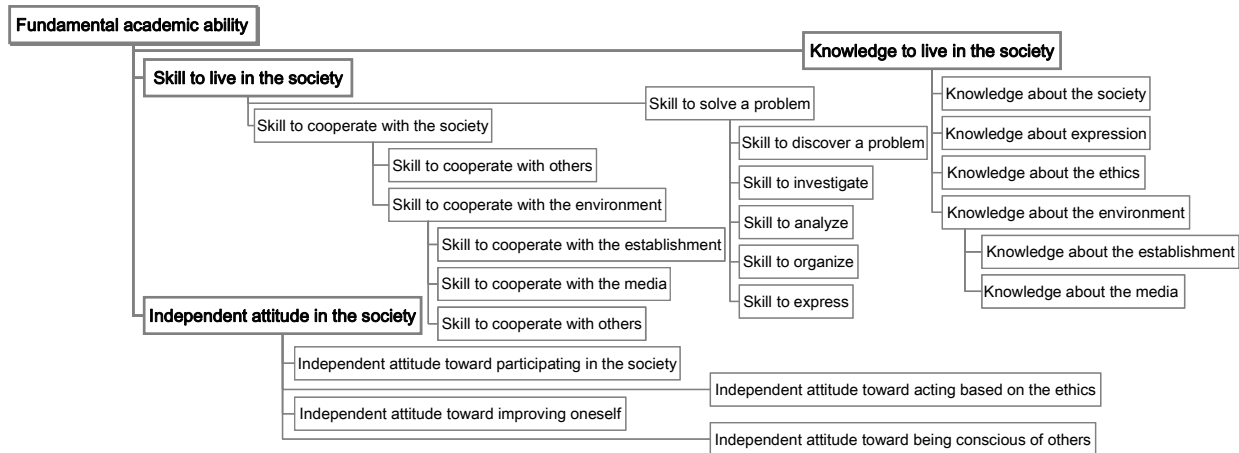 Fundamental academic ability
Skill to live in the society
Skill to cooperate with the society
Skill to cooperate with others
Skill to cooperate with the environment
Skill to cooperate with the establishment
Skill to cooperate with the media
Skill to cooperate with others
Skill to solve a problem
Skill to discover a problem
Skill to investigate
Skill to analyze
Skill to organize
Skill to express
Knowledge to live in the society
Knowledge about the society
Knowledge about expression
Knowledge about the ethics
Knowledge about the environment
Knowledge about the establishment
Knowledge about the media
Independent attitude in the society
Independent attitude toward participating in the society
Independent attitude toward acting based on the ethics
Independent attitude toward improving oneself
Independent attitude toward being conscious of others